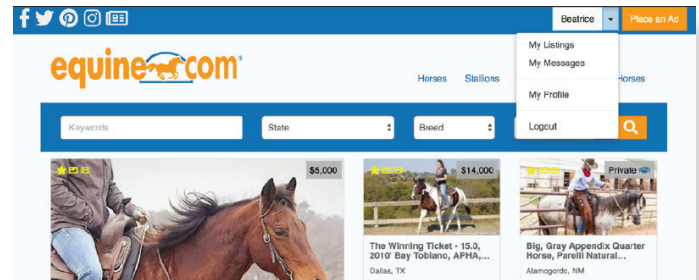 Beatrice
Place an Ad
My Listings
My Messages
My Profile
Logout
equine.com®
Horses Stallions
Horses
Keywords
State
Breed
$5,000
$14,000
Private
The Winning Ticket - 15.0,
2010' Bay Tobiano, APHA,...
Dallas, TX
Big, Gray Appendix Quarter
Horse, Parelli Natural...
Alamogordo, NM